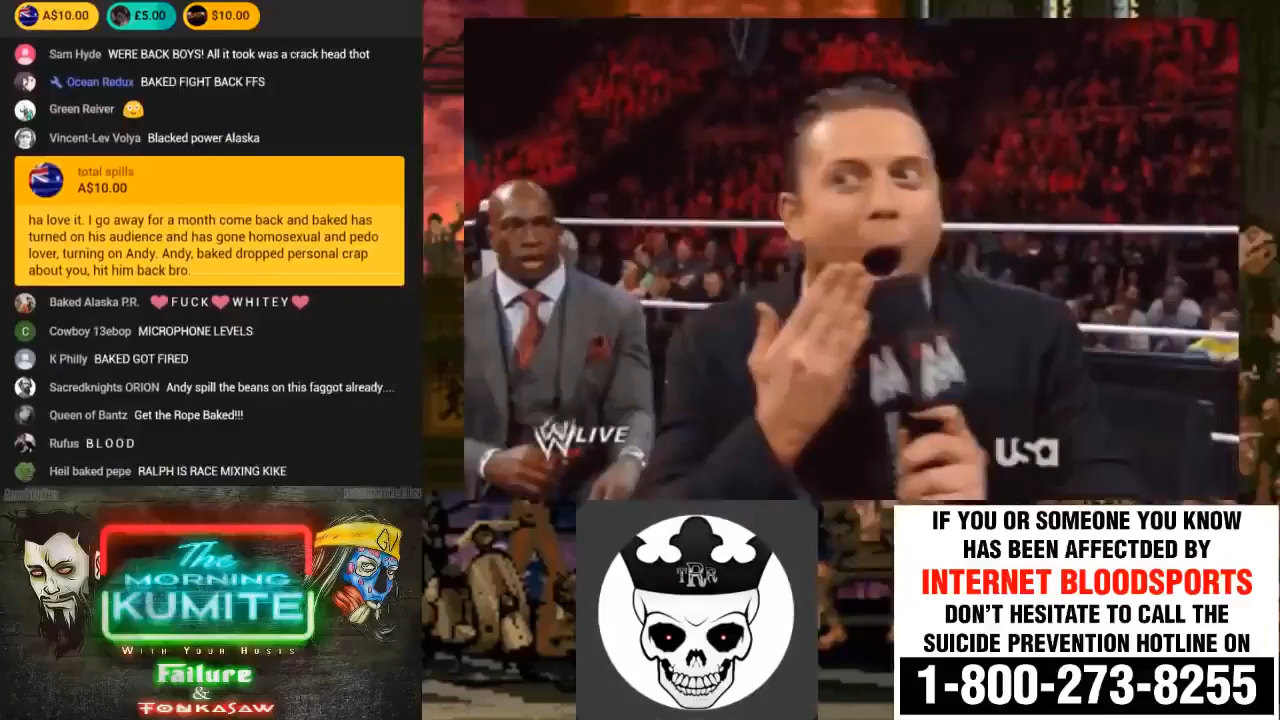 A$10.00
£5.00
$10.00
Sam Hyde WERE BACK BOYS! All it took was a crack head thot
Ocean Redux BAKED FIGHT BACK FFS
Green Reiver
Vincent-Lev Volya Blacked power Alaska
total spills
A$10.00
ha love it. I go away for a month come back and baked has
turned on his audience and has gone homosexual and pedo
lover, turning on Andy. Andy, baked dropped personal crap
about you, hit him back bro.
Baked Alaska P.R. ❤F U C K❤W H I T E Y❤
C Cowboy 13ebop MICROPHONE LEVELS
K Philly BAKED GOT FIRED
Sacredknights ORION Andy spill the beans on this faggot already....
Queen of Bantz Get the Rope Baked!!!
Rufus B L O O D
Heil baked pepe RALPH IS RACE MIXING KIKE
W LIVE
USA
The
MORNING
KUMITE
WITH YOUR HOSTS
Failure
&
TONKASAW
TRR
IF YOU OR SOMEONE YOU KNOW
HAS BEEN AFFECTDED BY
INTERNET BLOODSPORTS
DON'T HESITATE TO CALL THE
SUICIDE PREVENTION HOTLINE ON
1-800-273-8255